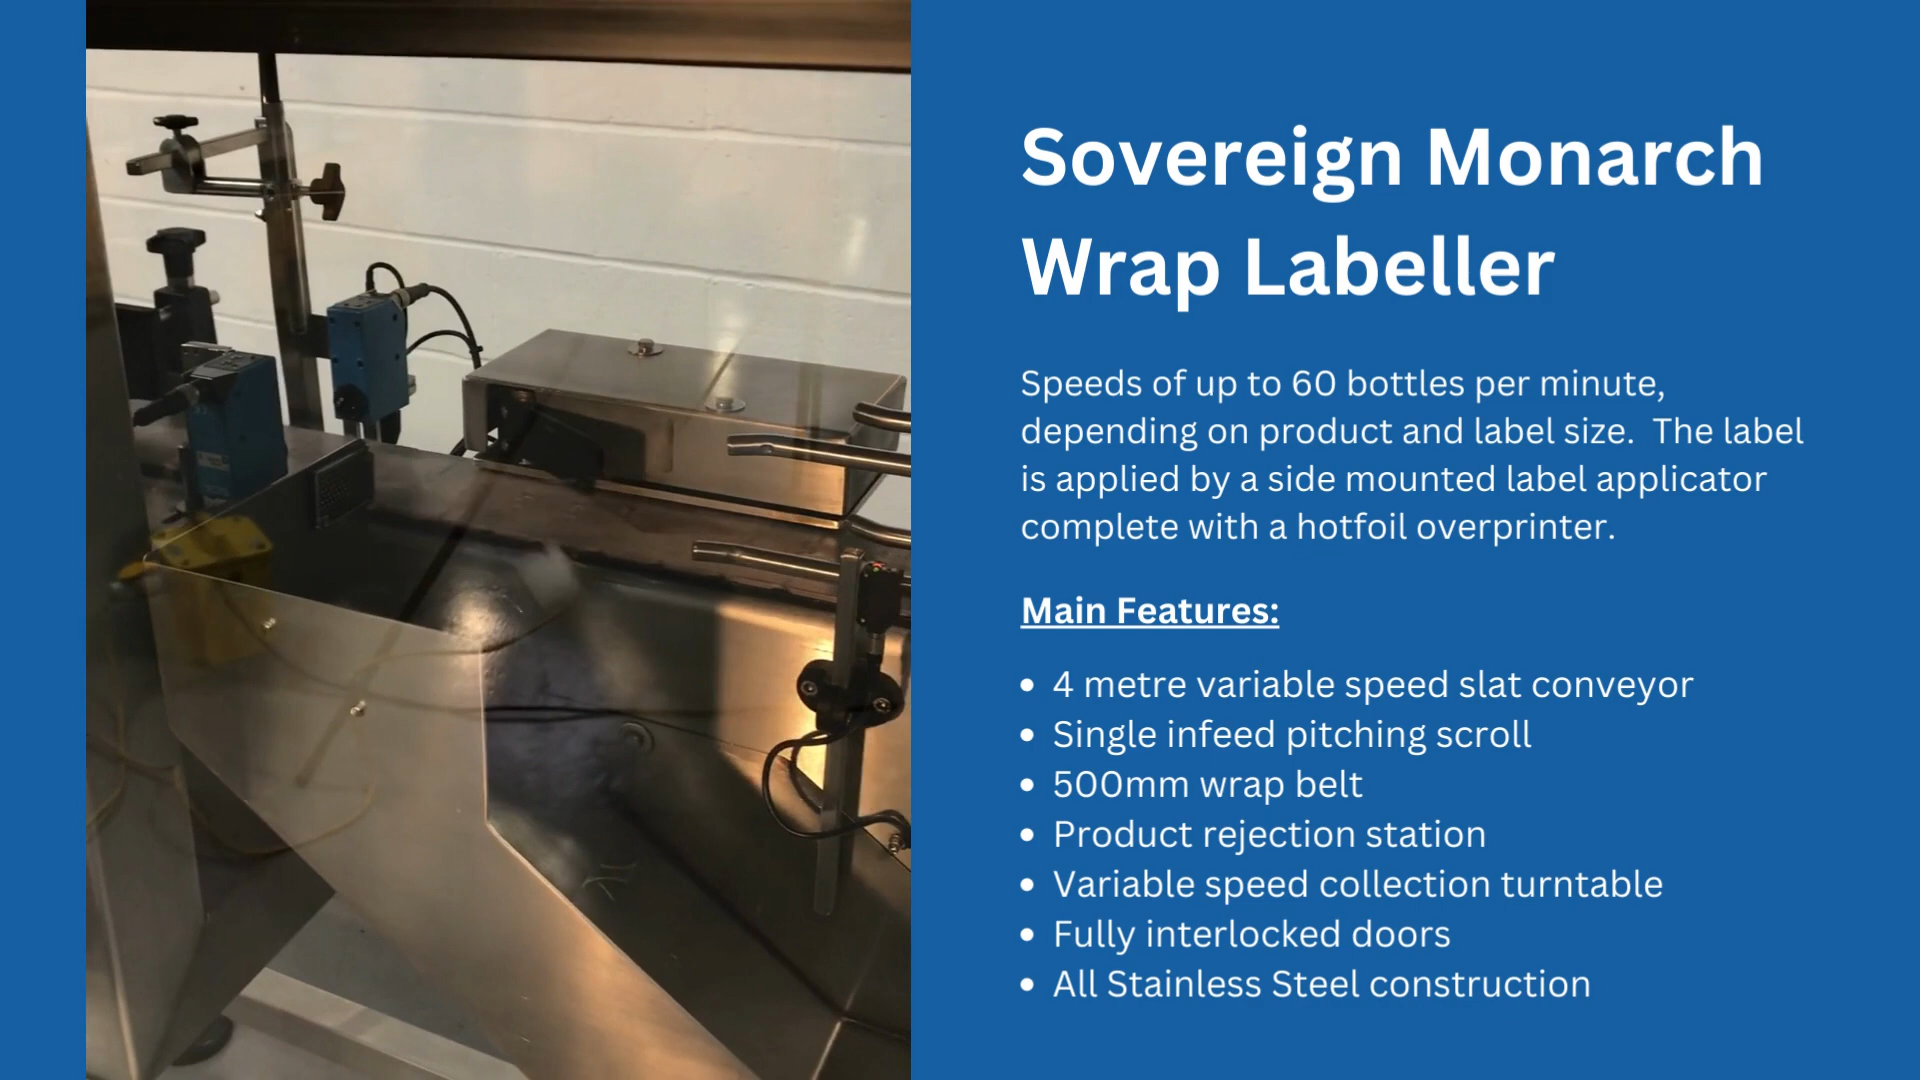 Sovereign Monarch
Wrap Labeller
Speeds of up to 60 bottles per minute,
depending on product and label size.  The label
is applied by a side mounted label applicator
complete with a hotfoil overprinter.
Main Features:
• 4 metre variable speed slat conveyor
• Single infeed pitching scroll
• 500mm wrap belt
• Product rejection station
• Variable speed collection turntable
• Fully interlocked doors
• All Stainless Steel construction